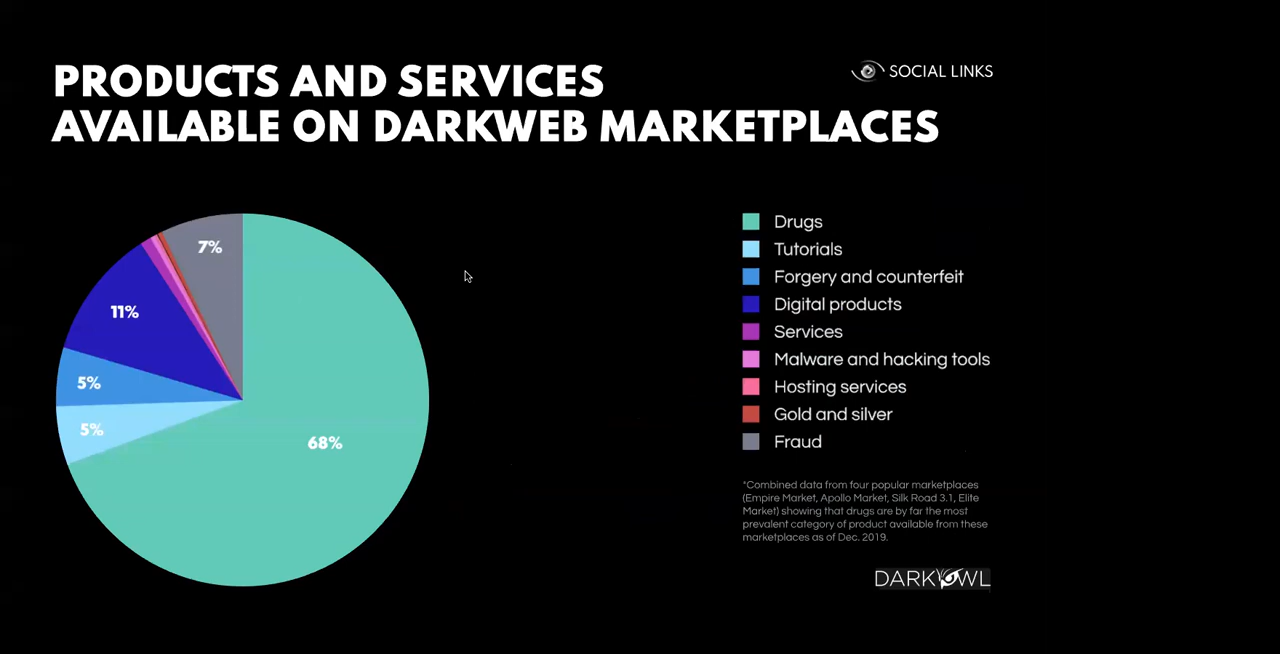 PRODUCTS AND SERVICES
AVAILABLE ON DARKWEB MARKETPLACES
SOCIAL LINKS
7%
11%
5%
5%
68%
Drugs
Tutorials
Forgery and counterfeit
Digital products
Services
Malware and hacking tools
Hosting services
Gold and silver
Fraud
*Combined data from four popular marketplaces
(Empire Market, Apollo Market, Silk Road 3.1, Elite
Market) showing that drugs are by far the most
prevalent category of product available from these
marketplaces as of Dec. 2019.
DARKOWL